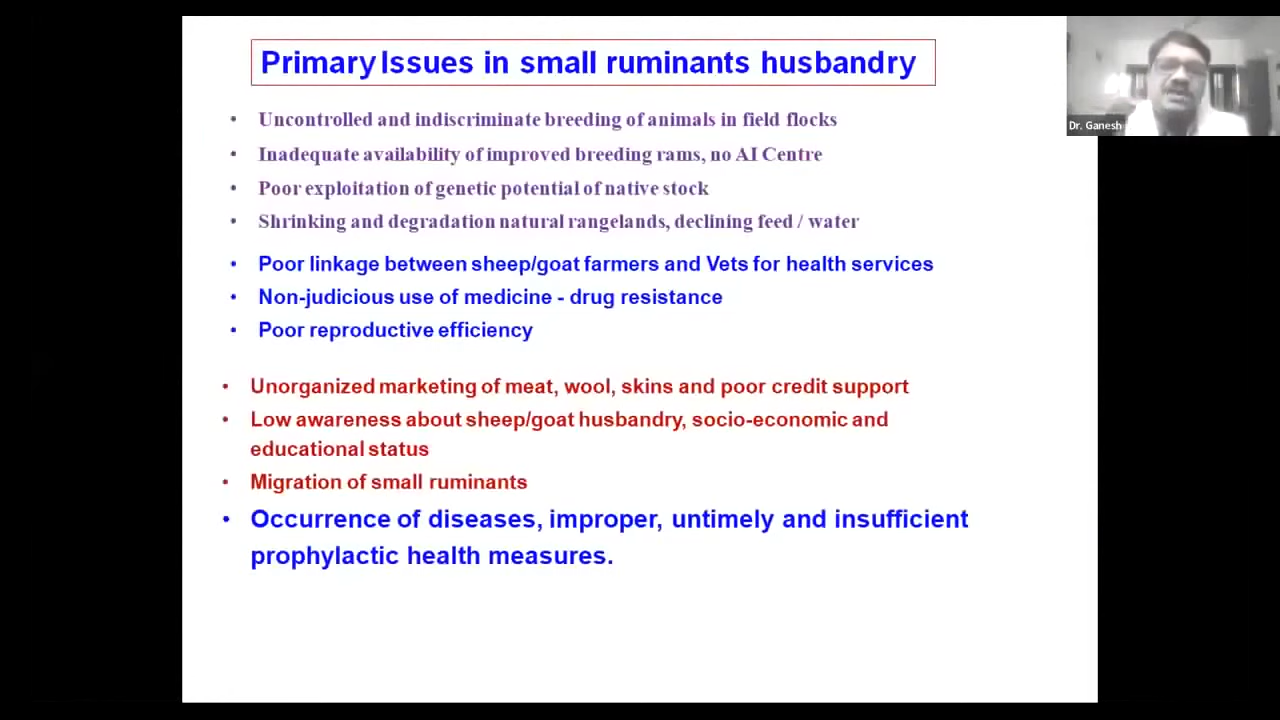 Primary Issues in small ruminants husbandry
• Uncontrolled and indiscriminate breeding of animals in field flocks
• Inadequate availability of improved breeding rams, no AI Centre
• Poor exploitation of genetic potential of native stock
• Shrinking and degradation natural rangelands, declining feed / water
• Poor linkage between sheep/goat farmers and Vets for health services
• Non-judicious use of medicine - drug resistance
• Poor reproductive efficiency
• Unorganized marketing of meat, wool, skins and poor credit support
• Low awareness about sheep/goat husbandry, socio-economic and
educational status
• Migration of small ruminants
• Occurrence of diseases, improper, untimely and insufficient
prophylactic health measures.
Dr. Ganesh